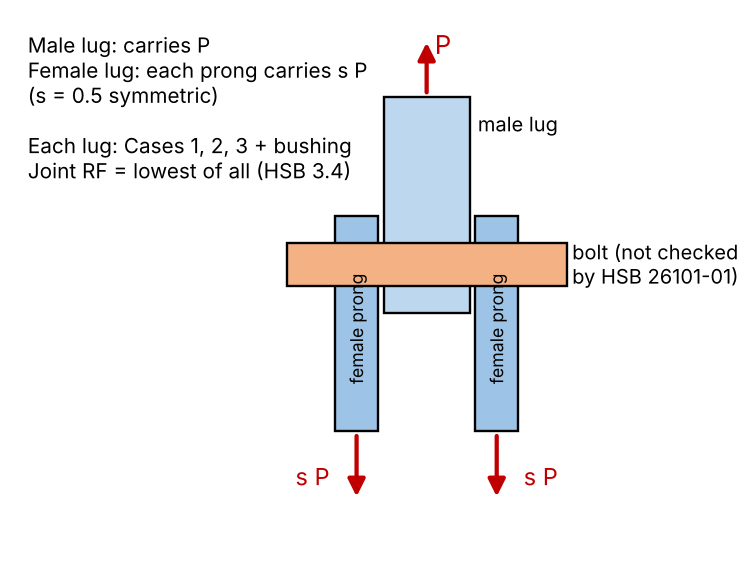 Male lug: carries P
Female lug: each prong carries s P
(s = 0.5 symmetric)
Each lug: Cases 1, 2, 3 + bushing
Joint RF = lowest of all (HSB 3.4)
P
male lug
bolt (not checked
by HSB 26101-01)
female prong
female prong
s P
s P